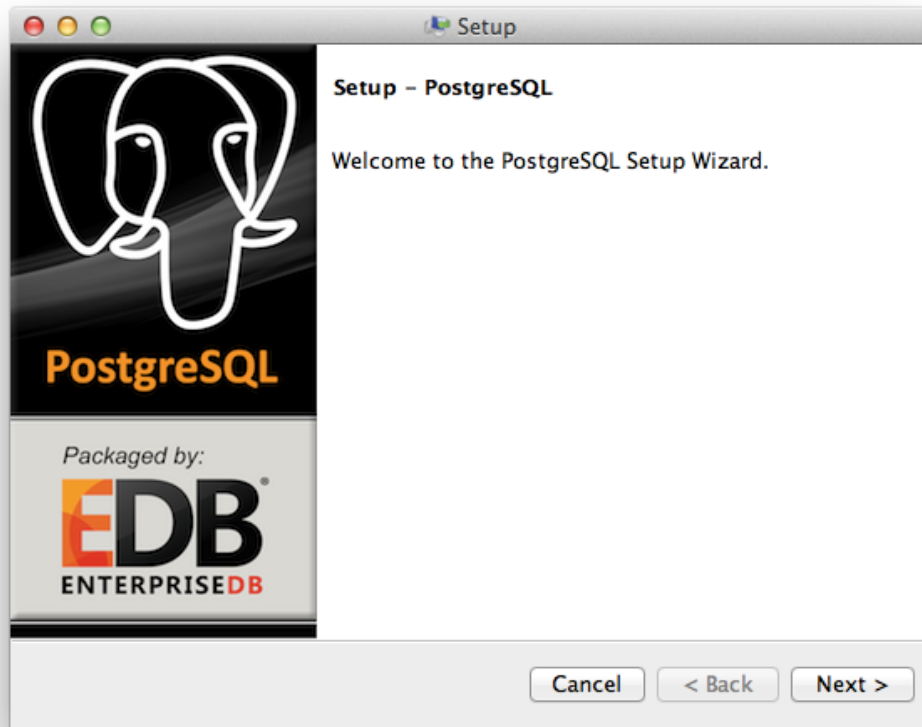 Setup
Setup – PostgreSQL
Welcome to the PostgreSQL Setup Wizard.
PostgreSQL
Packaged by:
EDB®
ENTERPRISEDB
Cancel
< Back
Next >